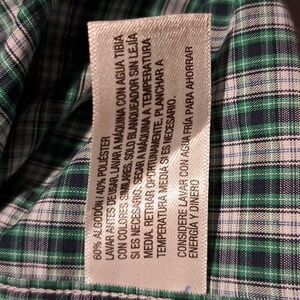 60% ALGODÓN / 40% POLIÉSTER
LAVAR ANTES DE USAR. LAVAR A MÁQUINA CON AGUA TIBIA
CON COLORES SIMILARES. SOLO BLANQUEADOR SIN LEJÍA
SI ES NECESARIO. SECAR A MÁQUINA A TEMPERATURA
MEDIA. RETIRAR OPORTUNAMENTE. PLANCHAR A
TEMPERATURA MEDIA SI ES NECESARIO.
CONSIDERE LAVAR CON AGUA FRÍA PARA AHORRAR
ENERGÍA Y DINERO